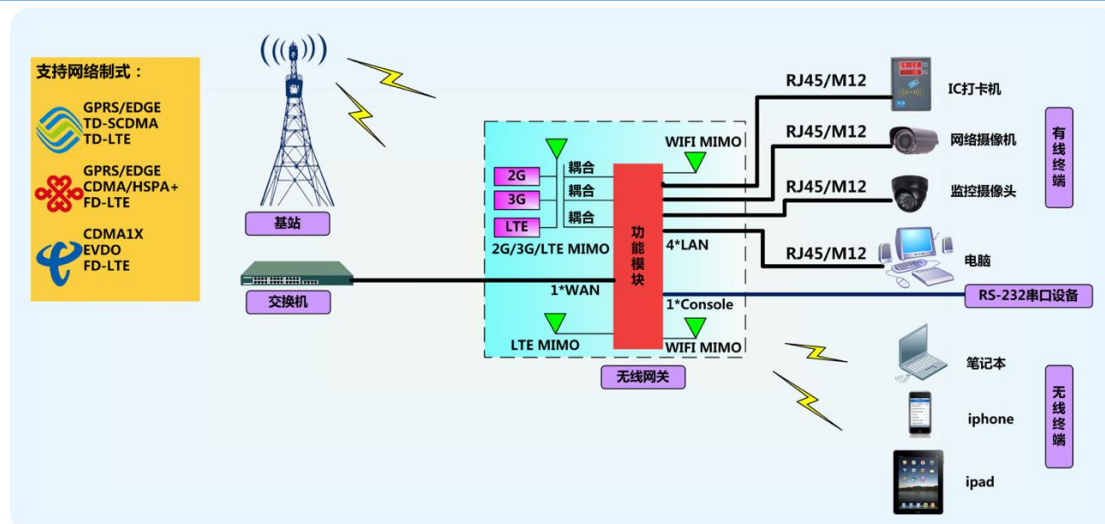 支持网络制式：
GPRS/EDGE
TD-SCDMA
TD-LTE
GPRS/EDGE
CDMA/HSPA+
FD-LTE
CDMA1X
EVDO
FD-LTE
基站
交换机
WIFI MIMO
2G
3G
LTE
耦合
耦合
耦合
2G/3G/LTE MIMO
功能模块
4*LAN
1*WAN
1*Console
LTE MIMO
WIFI MIMO
无线网关
RJ45/M12
IC打卡机
RJ45/M12
网络摄像机
RJ45/M12
监控摄像头
RJ45/M12
电脑
有线终端
RS-232串口设备
笔记本
iphone
ipad
无线终端